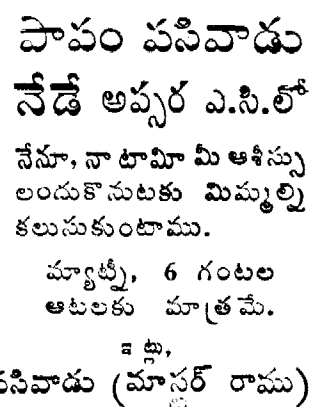 పాపం పసివాడు
నేడే అప్సర ఎ.సి.లో
నేనూ, నా టామీ మీ ఆశీస్సు
లందుకొనుటకు మిమ్మల్ని
కలుసుకుంటాము.
మ్యాట్నీ, 6 గంటల
ఆటలకు మాత్రమే.
ఇట్లు,
పసివాడు (మాస్టర్ రాము)